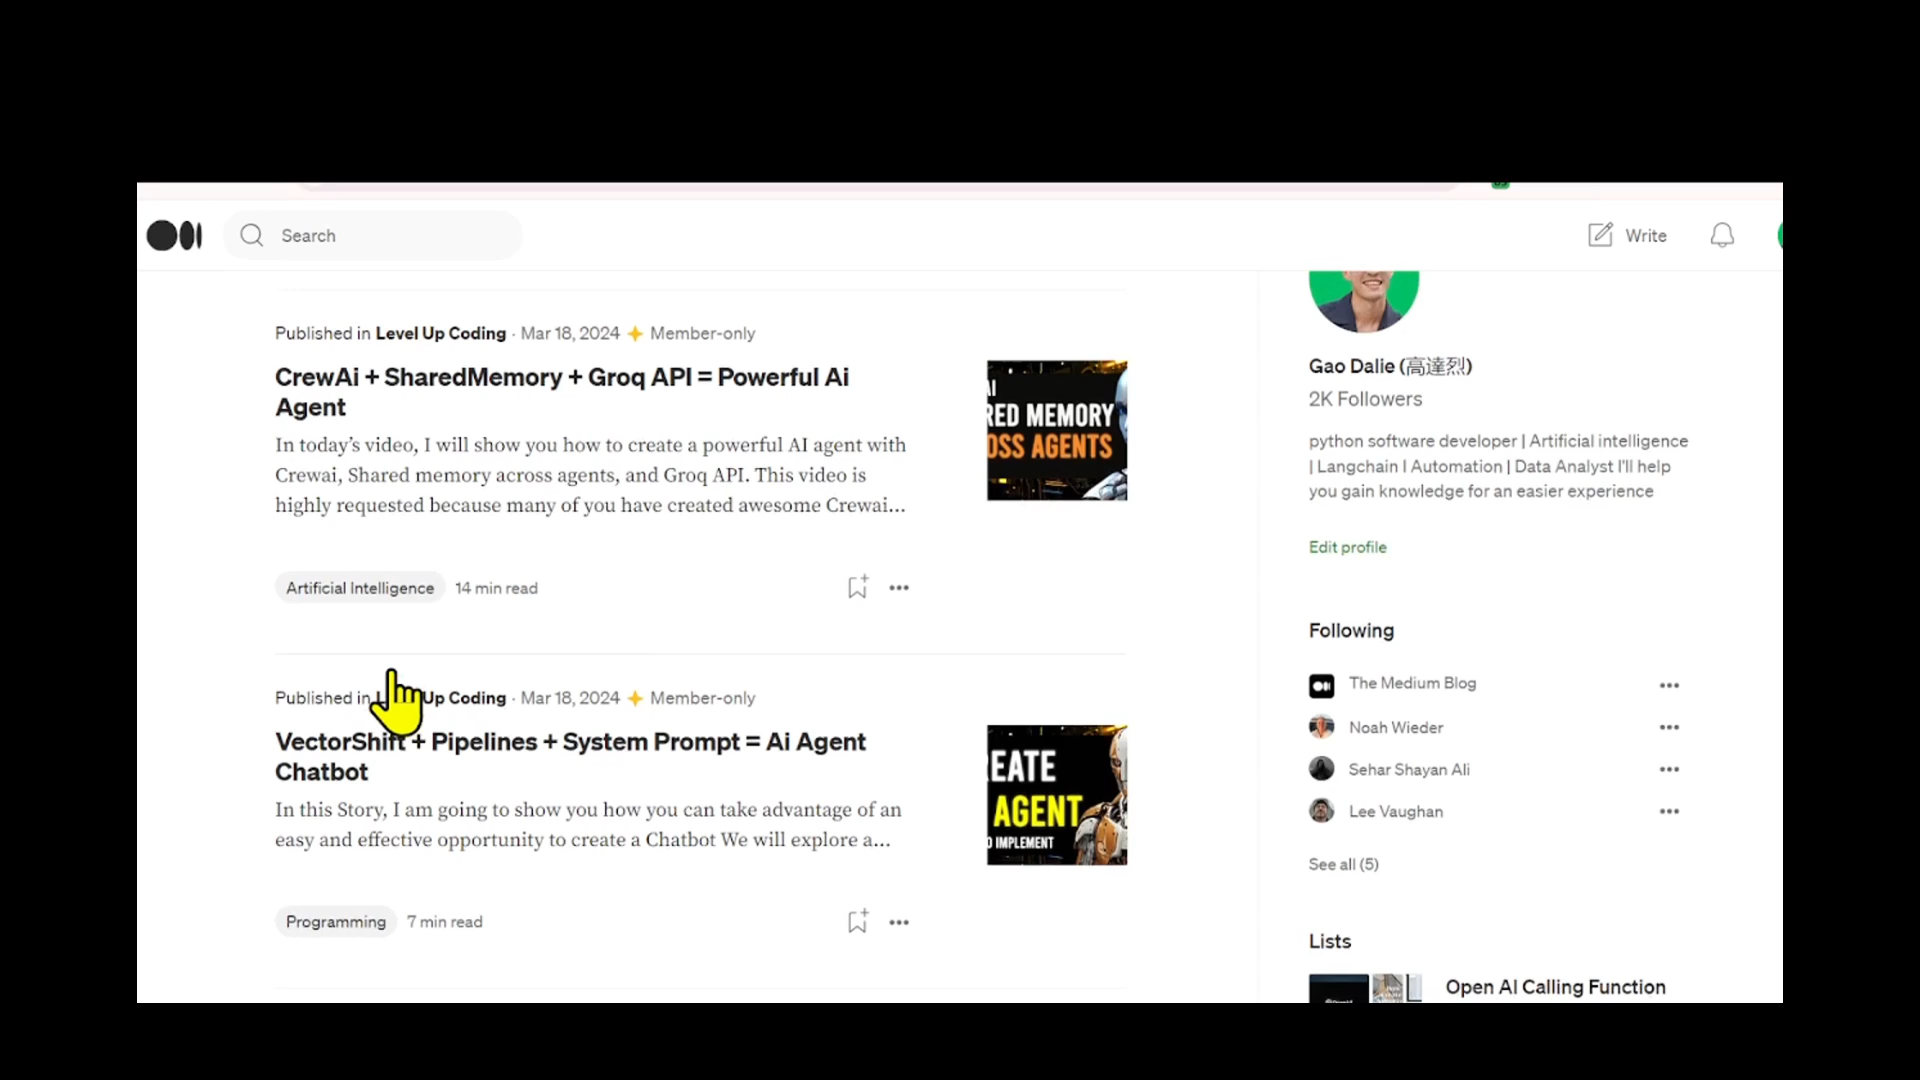 Search
Write
Published in Level Up Coding · Mar 18, 2024 Member-only
CrewAi + SharedMemory + Groq API = Powerful Ai
Agent
In today’s video, I will show you how to create a powerful AI agent with
Crewai, Shared memory across agents, and Groq API. This video is
highly requested because many of you have created awesome Crewai...
RED MEMORY
OSS AGENTS
Artificial Intelligence 14 min read
Published in Up Coding · Mar 18, 2024 Member-only
VectorShift + Pipelines + System Prompt = Ai Agent
Chatbot
In this Story, I am going to show you how you can take advantage of an
easy and effective opportunity to create a Chatbot We will explore a...
REATE
AGENT
O IMPLEMENT
Programming 7 min read
Gao Dalie (高達烈)
2K Followers
python software developer | Artificial intelligence
| Langchain I Automation | Data Analyst I'll help
you gain knowledge for an easier experience
Edit profile
Following
The Medium Blog
Noah Wieder
Sehar Shayan Ali
Lee Vaughan
See all (5)
Lists
Open AI Calling Function